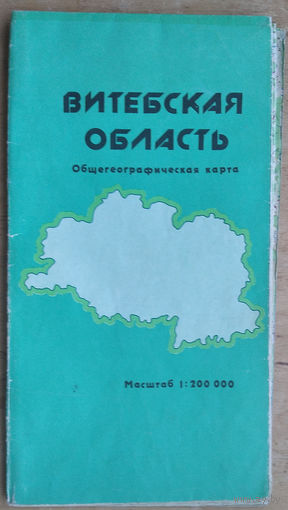 ВИТЕБСКАЯ
ОБЛАСТЬ
Общегеографическая карта
Масштаб 1:200 000